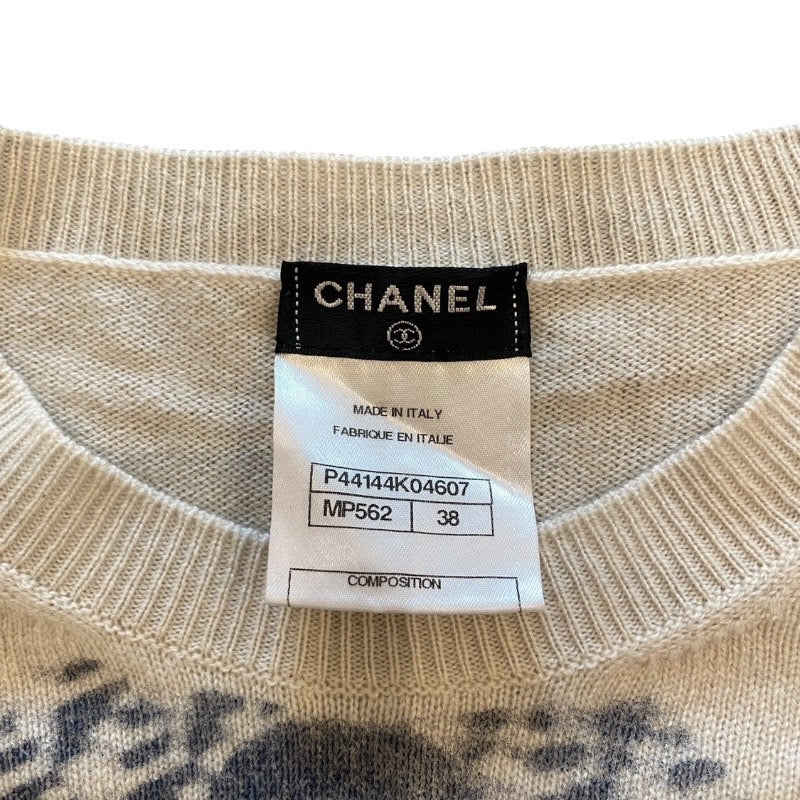 CHANEL
MADE IN ITALY
FABRIQUE EN ITALIE
P44144K04607
MP562 38
COMPOSITION